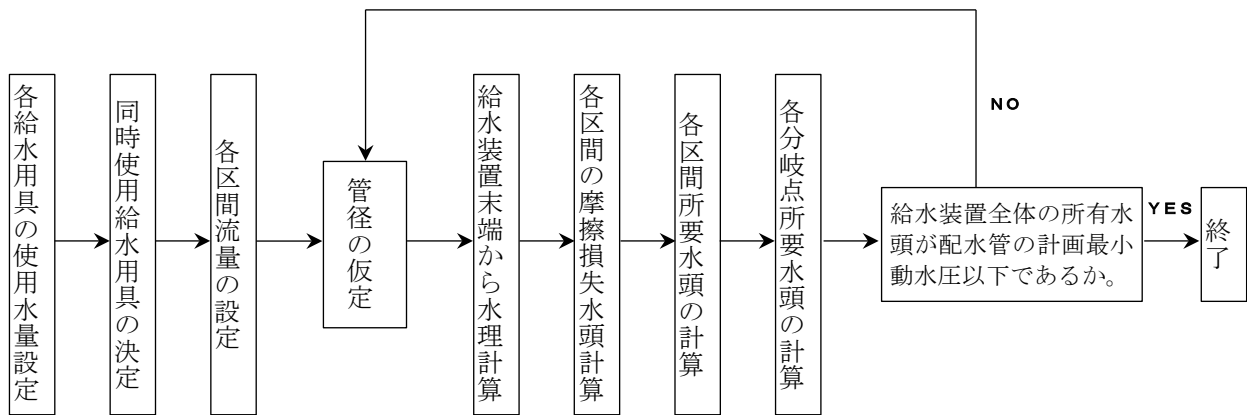 各給水用具の使用水量設定
同時使用給水用具の決定
各区間流量の設定
管径の仮定
給水装置末端から水理計算
各区間の摩擦損失水頭計算
各区間所要水頭の計算
各分岐点所要水頭の計算
給水装置全体の所有水
頭が配水管の計画最小
動水圧以下であるか。
NO
YES
終了